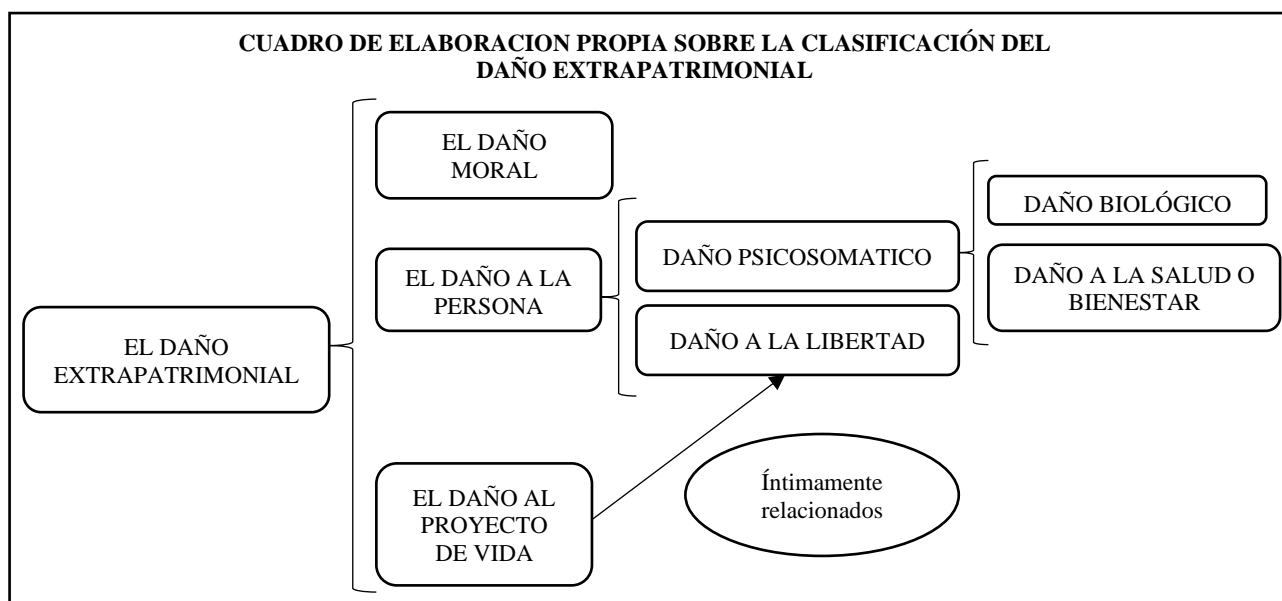 CUADRO DE ELABORACION PROPIA SOBRE LA CLASIFICACIÓN DEL
DAÑO EXTRAPATRIMONIAL
EL DAÑO
EXTRAPATRIMONIAL
EL DAÑO
MORAL
EL DAÑO A LA
PERSONA
DAÑO PSICOSOMATICO
DAÑO BIOLÓGICO
DAÑO A LA SALUD O
BIENESTAR
DAÑO A LA LIBERTAD
EL DAÑO AL
PROYECTO
DE VIDA
Íntimamente
relacionados